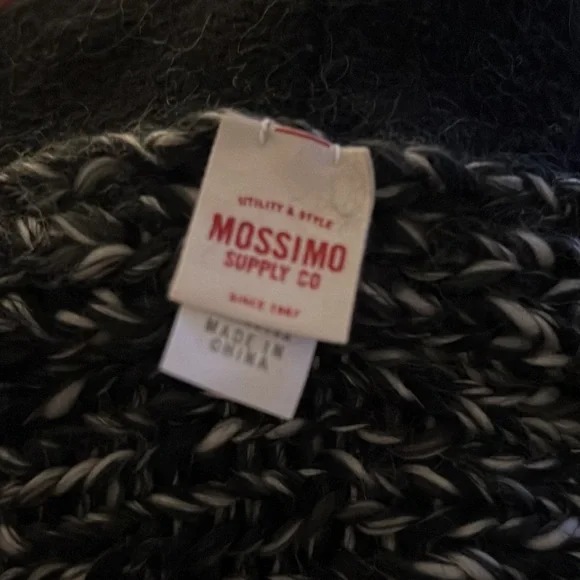 UTILITY & STYLE
MOSSIMO
SUPPLY CO
SINCE 1987
MADE IN
CHINA